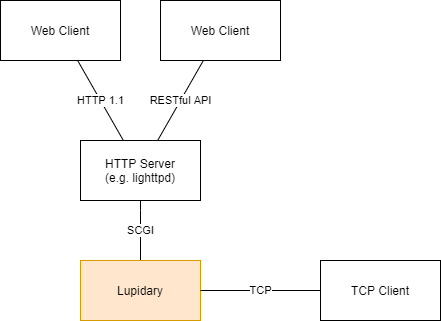 Web Client
Web Client
HTTP 1.1
RESTful API
HTTP Server
(e.g. lighttpd)
SCGI
Lupidary
TCP
TCP Client